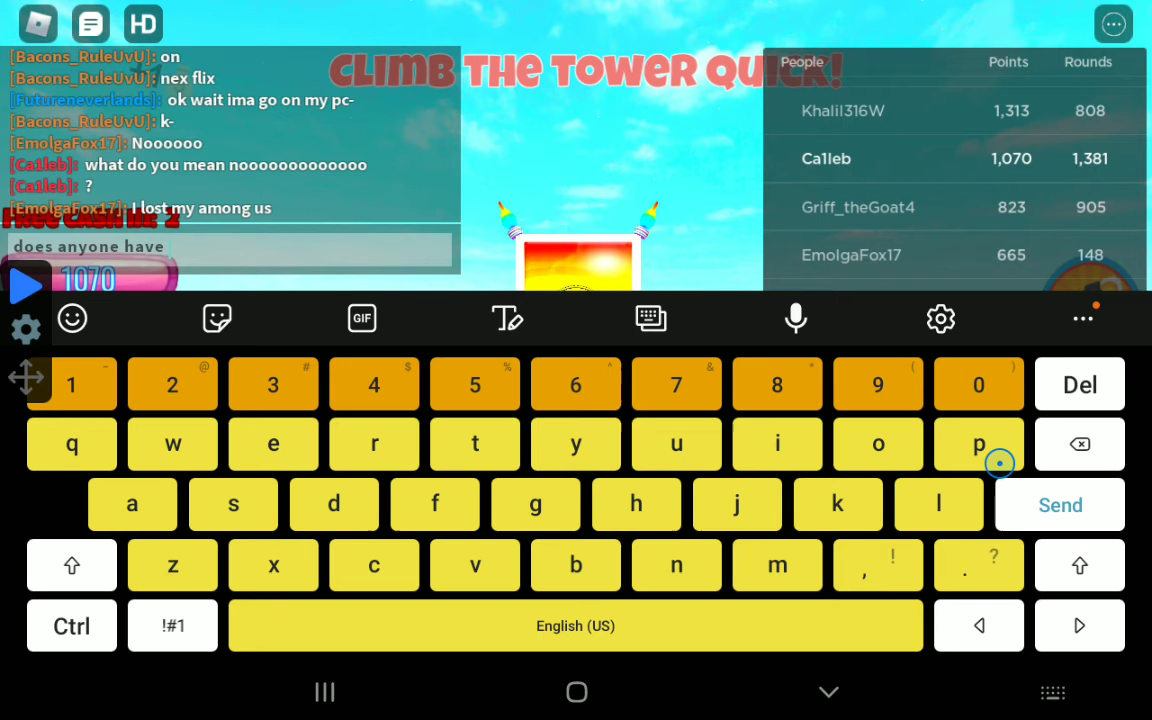 HD
[Bacons_RuleUvU]: on
[Bacons_RuleUvU]: nex flix
[Futureneverlands]: ok wait ima go on my pc-
[Bacons_RuleUvU]: k-
[EmolgaFox17]: Noooooo
[Ca1leb]: what do you mean nooooooooooooo
[Ca1leb]: ?
[EmolgaFox17]: I lost my among us
does anyone have
1070
CLIMB THE TOWER QUICK!
People Points Rounds
Khalil316W 1,313 808
Ca1leb 1,070 1,381
Griff_theGoat4 823 905
EmolgaFox17 665 148
GIF
1 - 2 @ 3 # 4 $ 5 % 6 ^ 7 & 8 * 9 ( 0 ) Del
q w e r t y u i o p
a s d f g h j k l Send
z x c v b n m , ! . ?
Ctrl !#1 English (US)